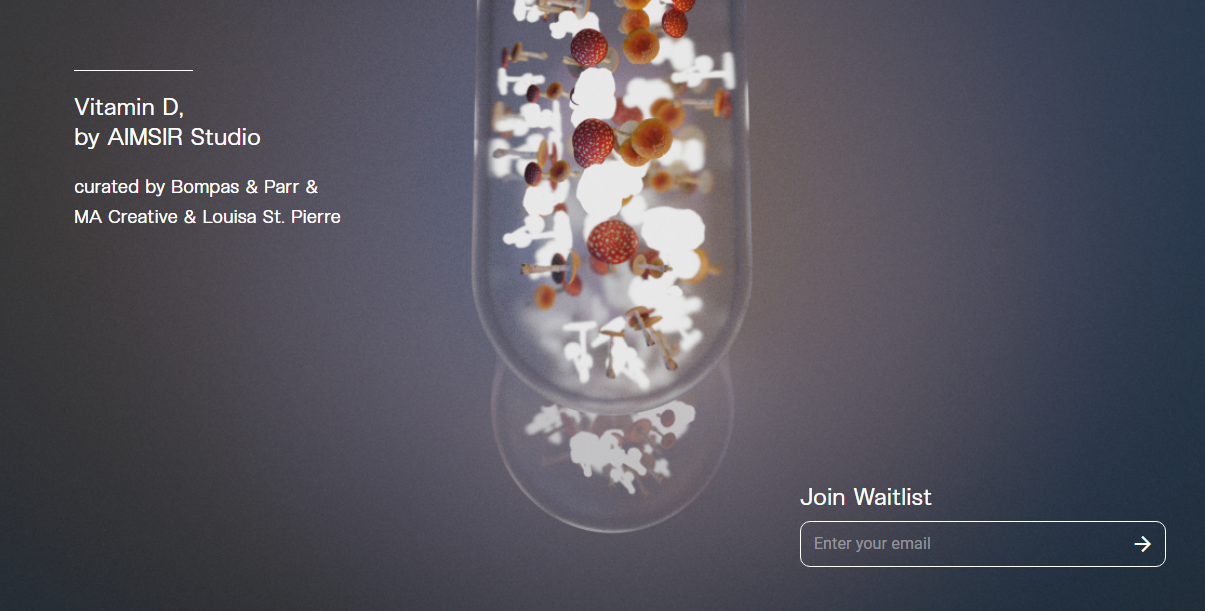 Vitamin D,
by AIMSIR Studio
curated by Bompas & Parr &
MA Creative & Louisa St. Pierre
Join Waitlist
Enter your email